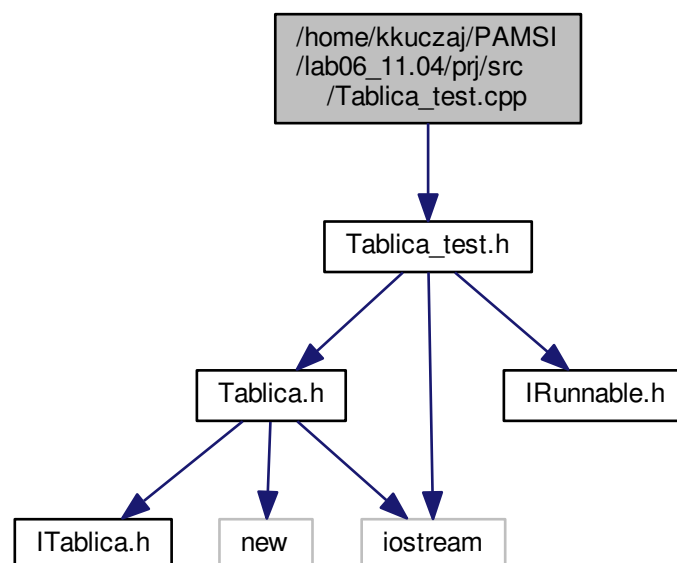 /home/kkuczaj/PAMSI
/lab06_11.04/prj/src
/Tablica_test.cpp
Tablica_test.h
Tablica.h
IRunnable.h
ITablica.h
new
iostream